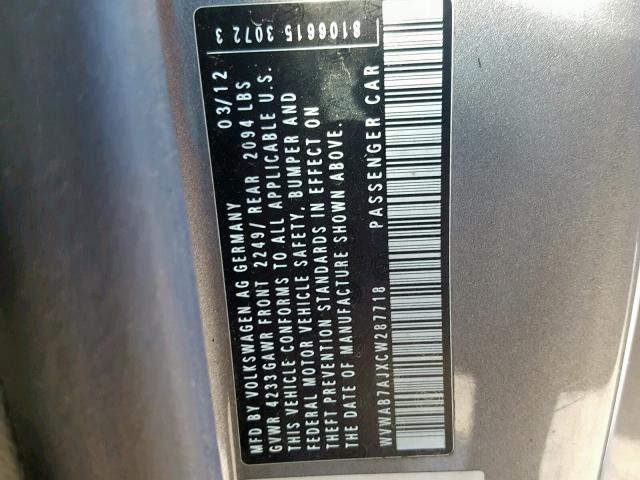 MFD BY VOLKSWAGEN AG GERMANY 03/12
GVWR 4233 GAWR FRONT 2249/ REAR 2094 LBS
THIS VEHICLE CONFORMS TO ALL APPLICABLE U.S.
FEDERAL MOTOR VEHICLE SAFETY, BUMPER AND
THEFT PREVENTION STANDARDS IN EFFECT ON
THE DATE OF MANUFACTURE SHOWN ABOVE.
PASSENGER CAR
WVWAB7AJXCW287718
8106615 3072 3